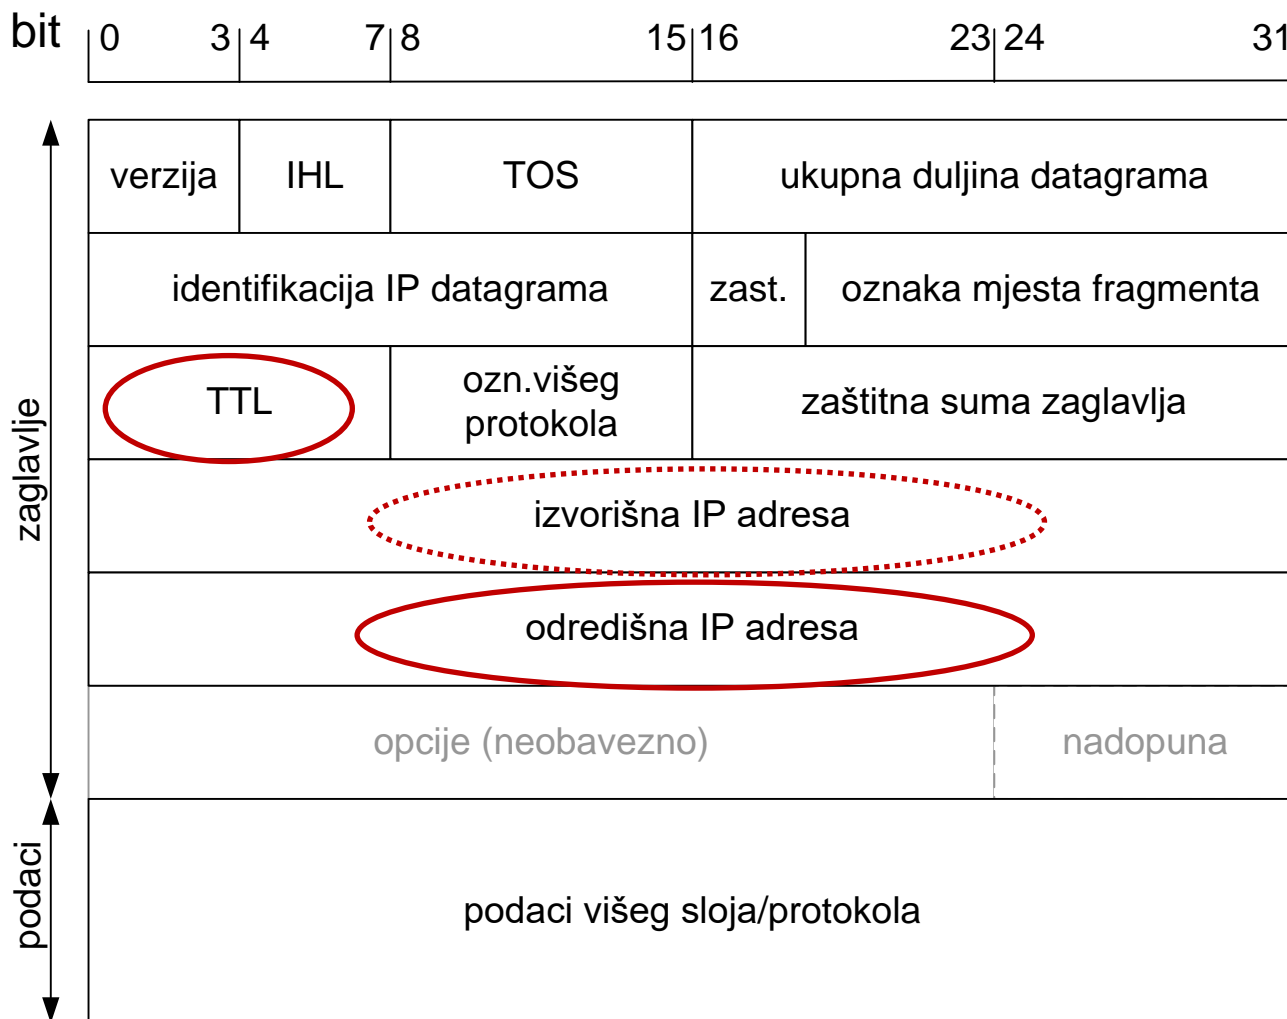 bit 0 3 4 7 8 15 16 23 24 31
verzija IHL TOS ukupna duljina datagrama
identifikacija IP datagrama zast. oznaka mjesta fragmenta
TTL ozn.višeg protokola zaštitna suma zaglavlja
zaglavlje
izvorišna IP adresa
odredišna IP adresa
opcije (neobavezno) nadopuna
podaci
podaci višeg sloja/protokola